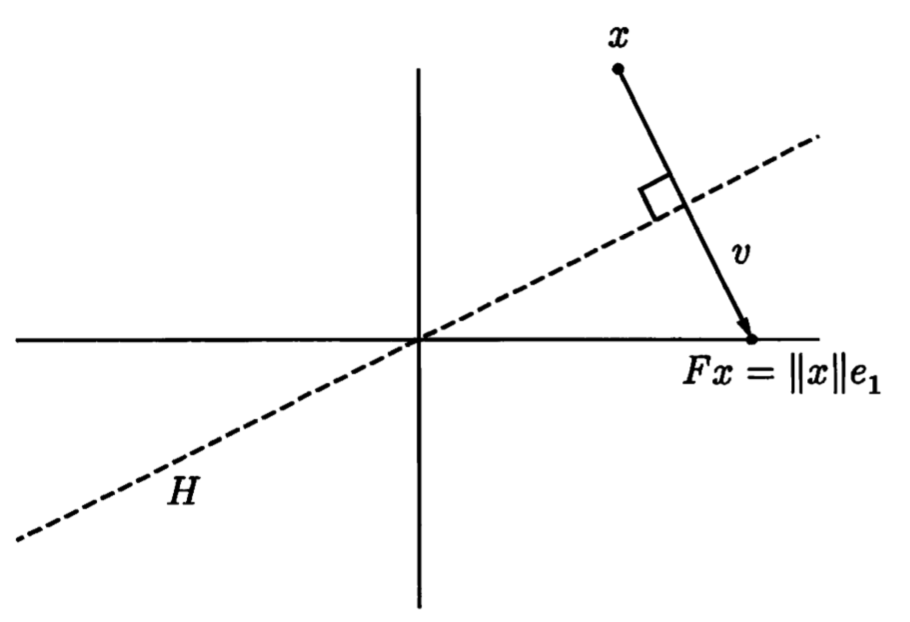 x
v
Fx = ‖x‖e₁
H